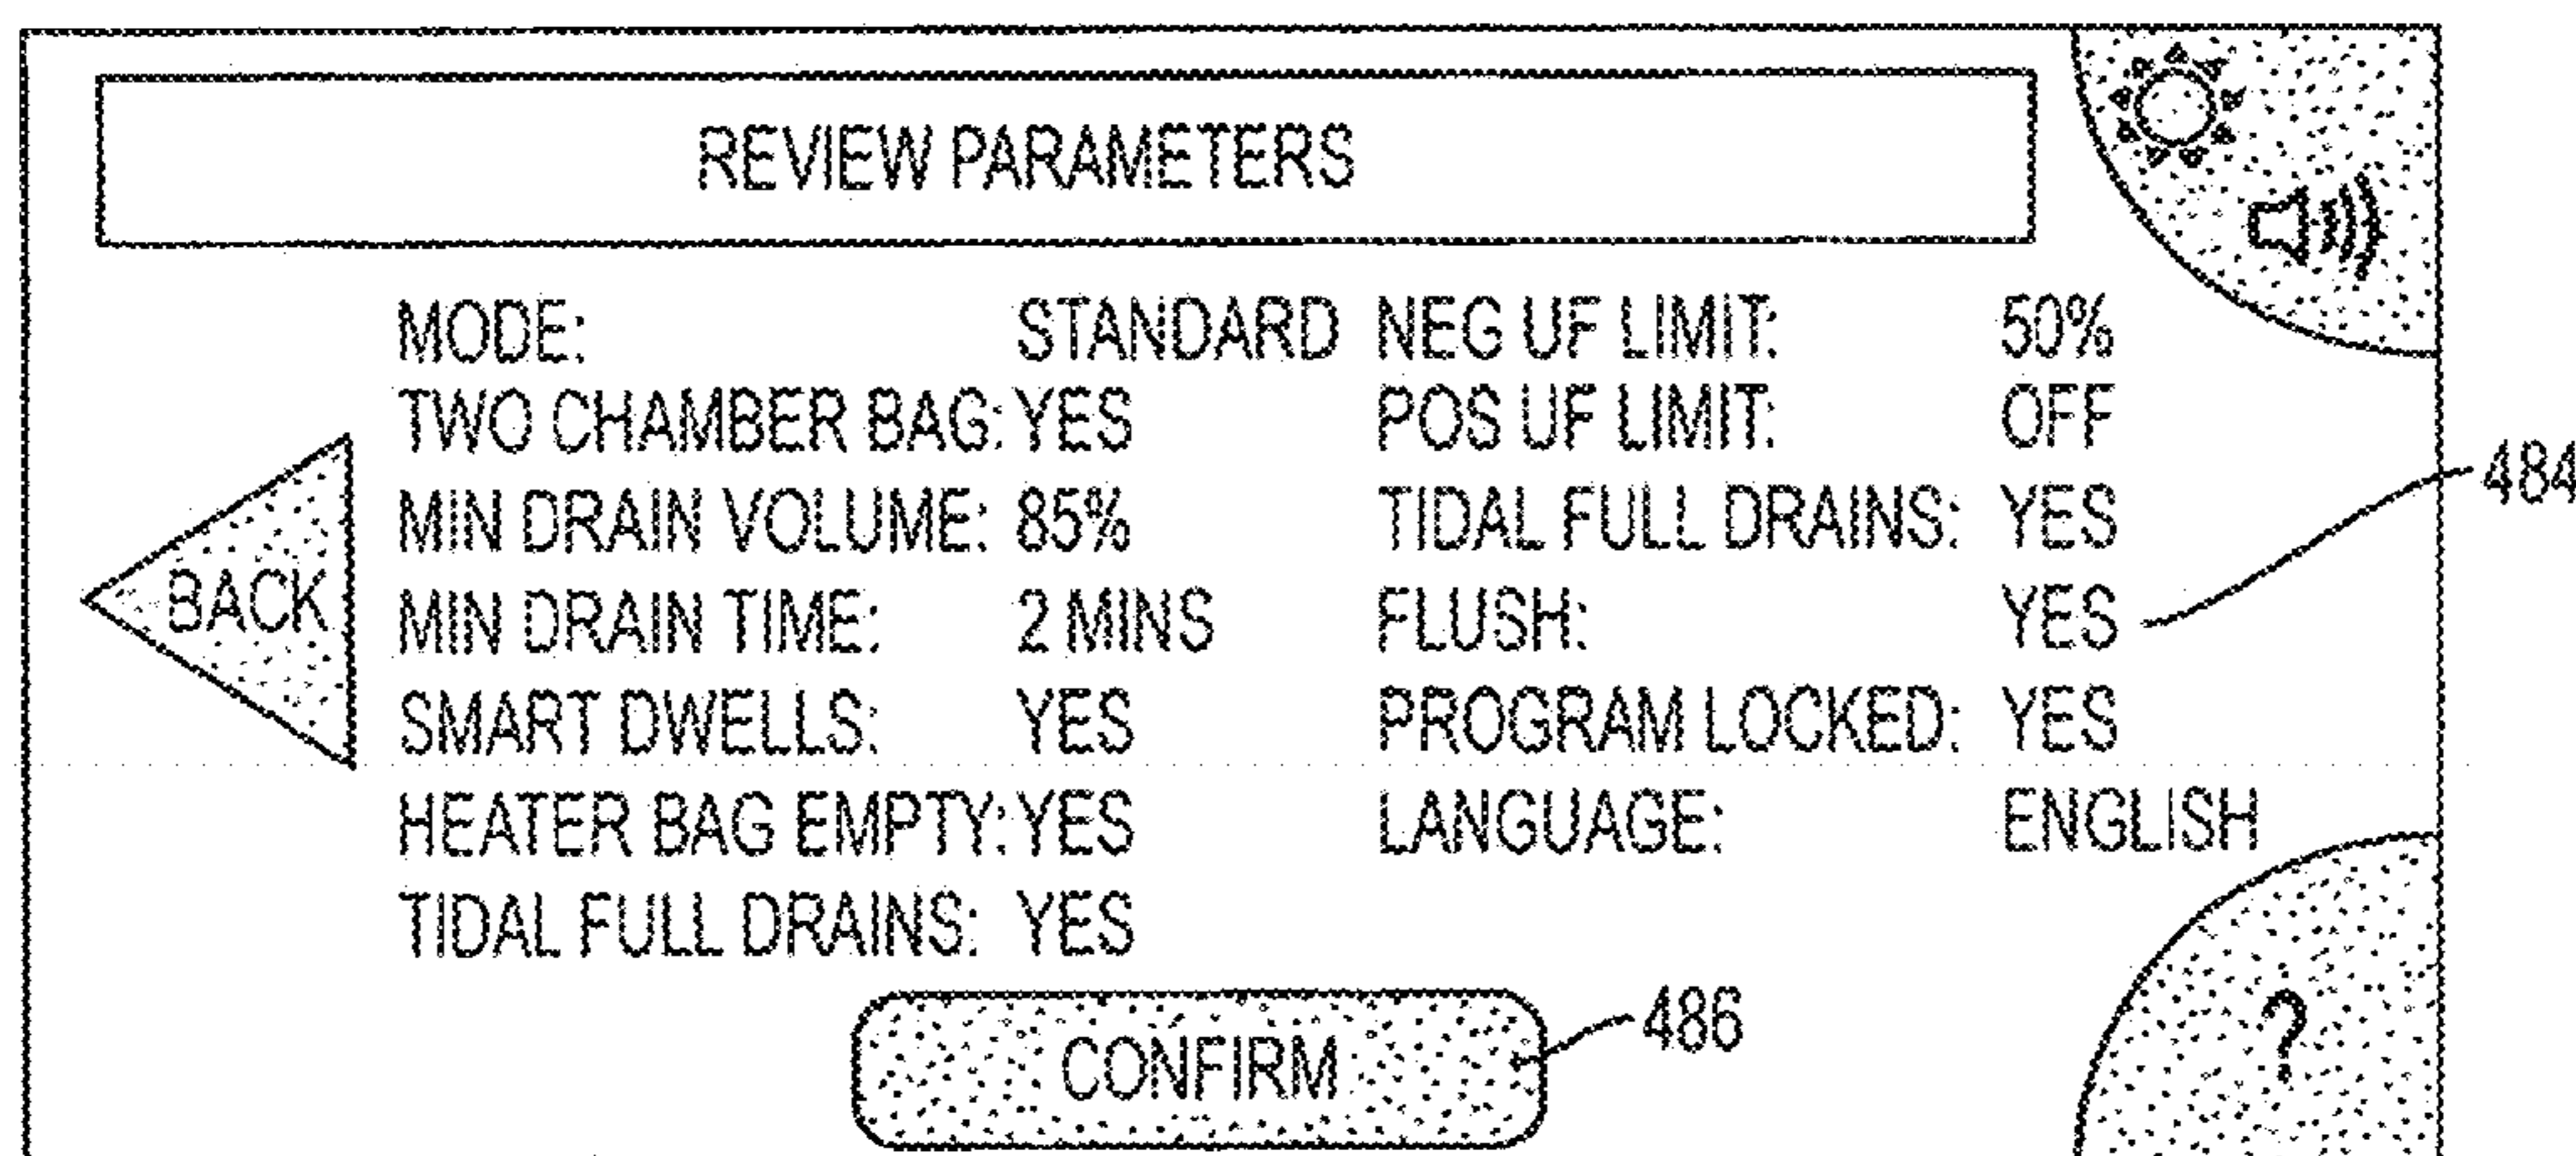 REVIEW PARAMETERS
MODE: STANDARD NEG UF LIMIT: 50%
TWO CHAMBER BAG: YES POS UF LIMIT: OFF
MIN DRAIN VOLUME: 85% TIDAL FULL DRAINS: YES
484
BACK
MIN DRAIN TIME: 2 MINS FLUSH: YES
SMART DWELLS: YES PROGRAM LOCKED: YES
HEATER BAG EMPTY: YES LANGUAGE: ENGLISH
TIDAL FULL DRAINS: YES
CONFIRM
486
?